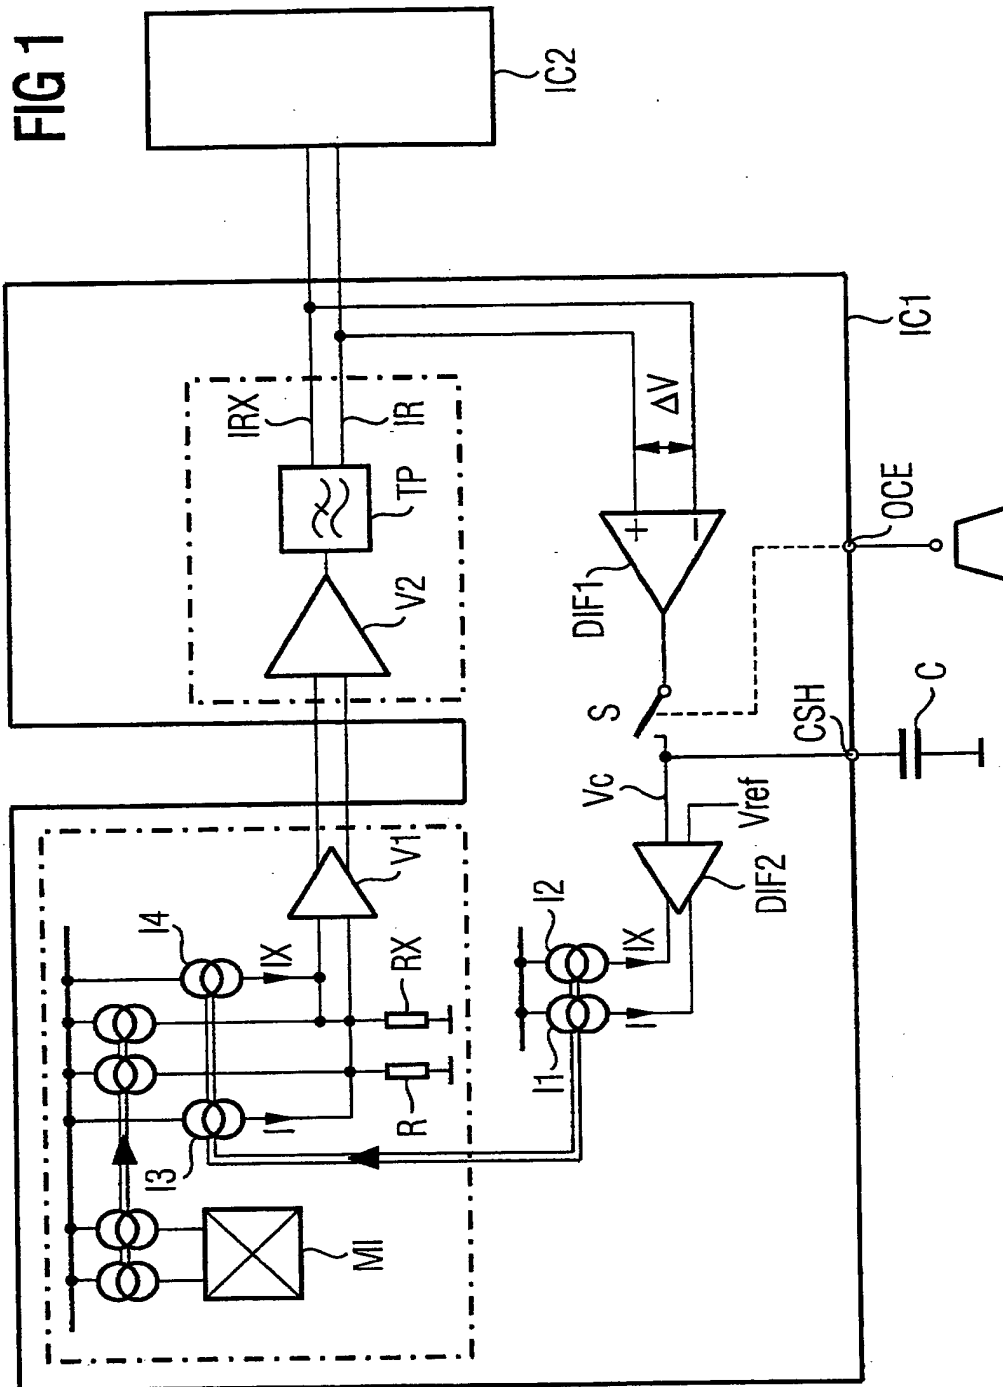 FIG 1
IC2
IC1
IRX
IR
TP
V2
ΔV
+
−
DIF1
OCE
S
CSH
C
Vc
Vref
DIF2
V1
I4
IX
RX
R
I
I3
MI
I2
IX
I1
I